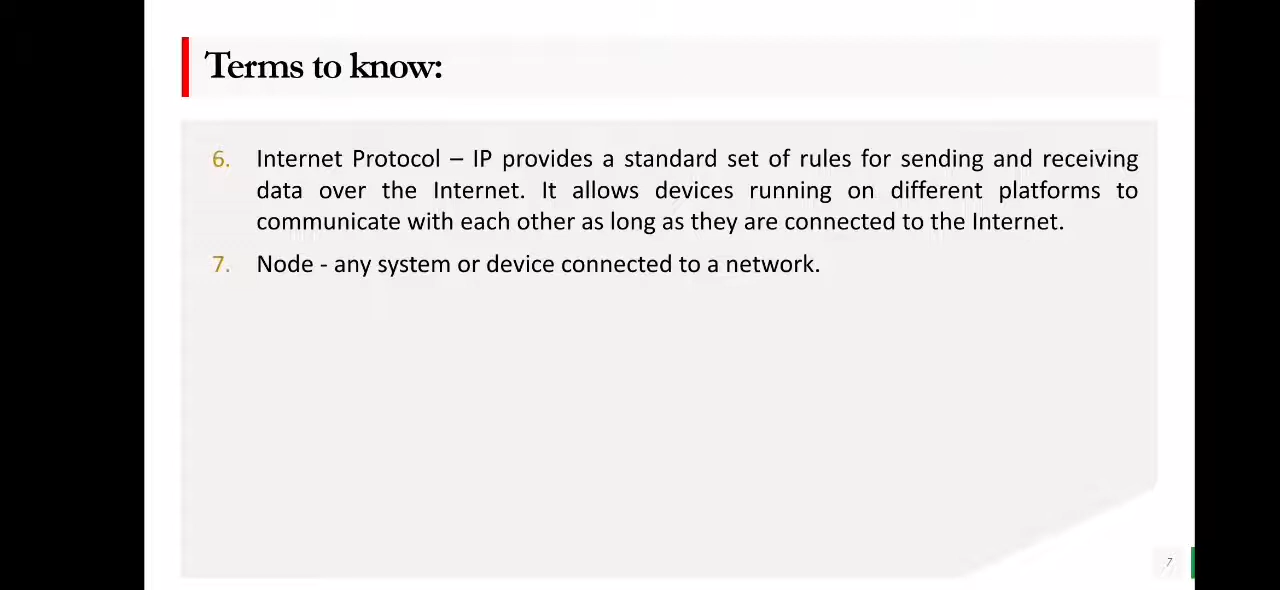 Terms to know:
6. Internet Protocol – IP provides a standard set of rules for sending and receiving
data over the Internet. It allows devices running on different platforms to
communicate with each other as long as they are connected to the Internet.
7. Node - any system or device connected to a network.
7